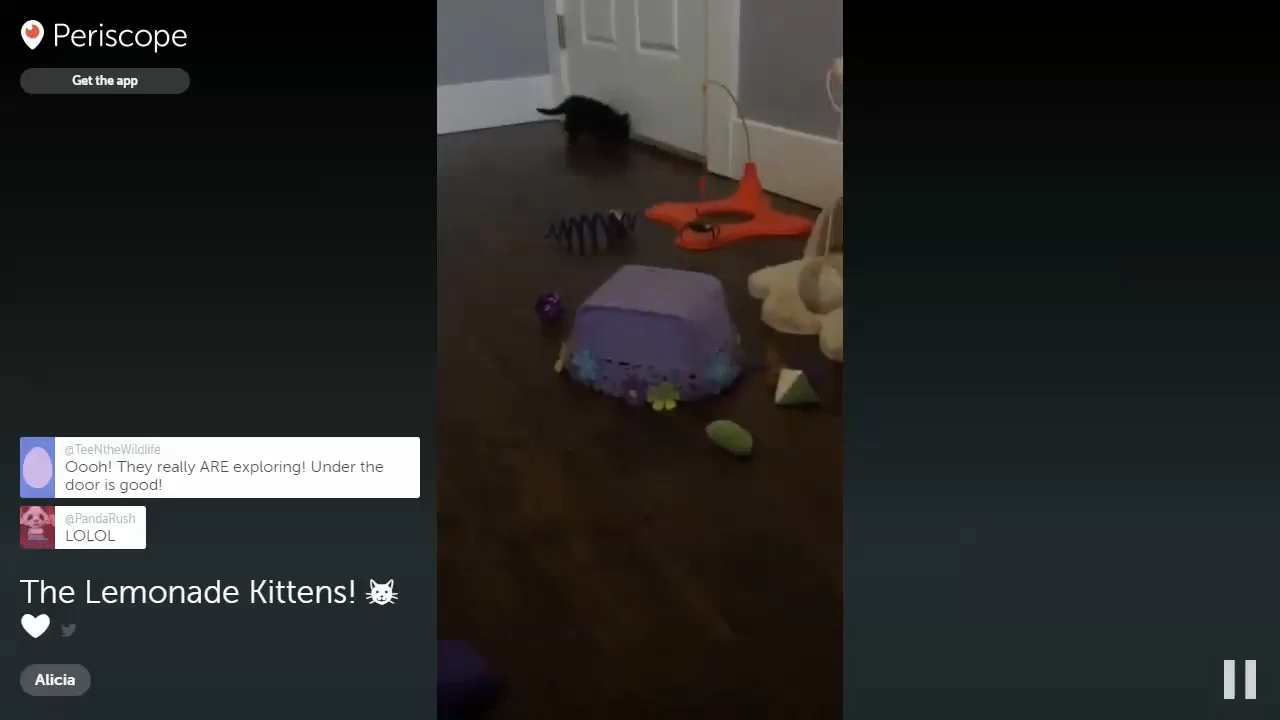 Periscope
Get the app
@TeeNtheWildlife
Oooh! They really ARE exploring! Under the
door is good!
@PandaRush
LOLOL
The Lemonade Kittens!
Alicia